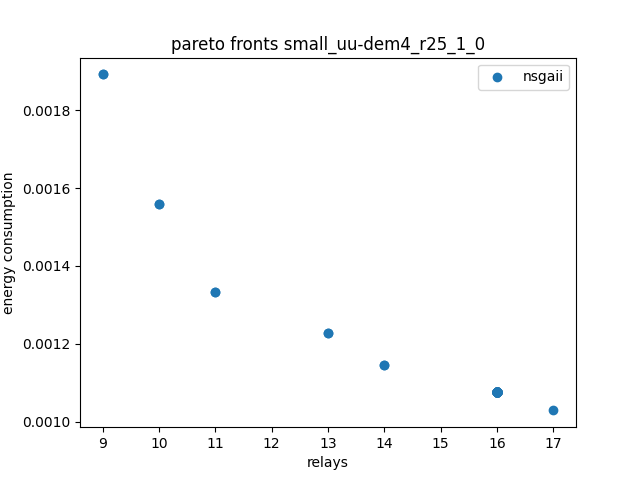 pareto fronts small_uu-dem4_r25_1_0
nsgaii
0.0018
0.0016
0.0014
0.0012
0.0010
energy consumption
9 10 11 12 13 14 15 16 17
relays